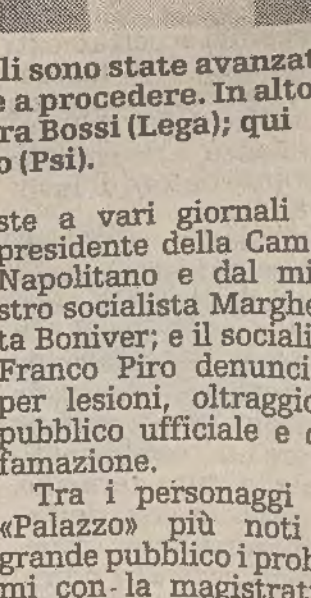 li sono state avanzat
e a procedere. In alto
ra Bossi (Lega); qui
o (Psi).
ste a vari giornali
presidente della Cam
Napolitano e dal mi
stro socialista Marghe
ta Boniver; e il sociali
Franco Piro denunci
per lesioni, oltraggio
pubblico ufficiale e d
famazione.
Tra i personaggi
«Palazzo» più noti
grande pubblico i prob
mi con la magistrat